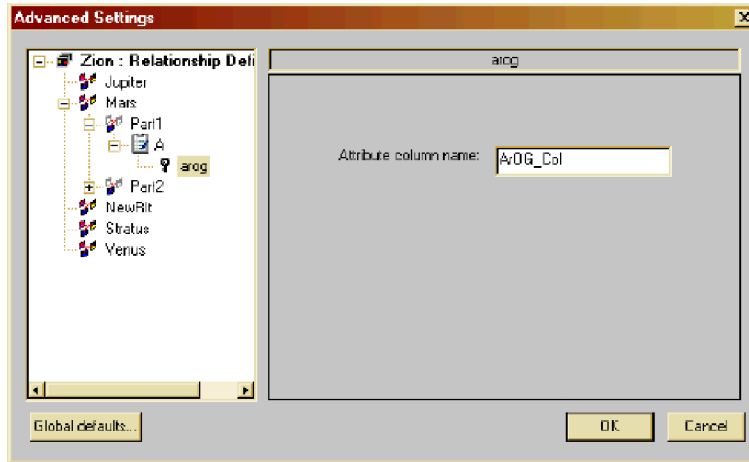 Advanced Settings
Zion : Relationship Defi
Jupiter
Mars
Part1
A
arog
Part2
NewRlt
Stratus
Venus
arog
Attribute column name:
ArOG_Col
Global defaults...
OK
Cancel